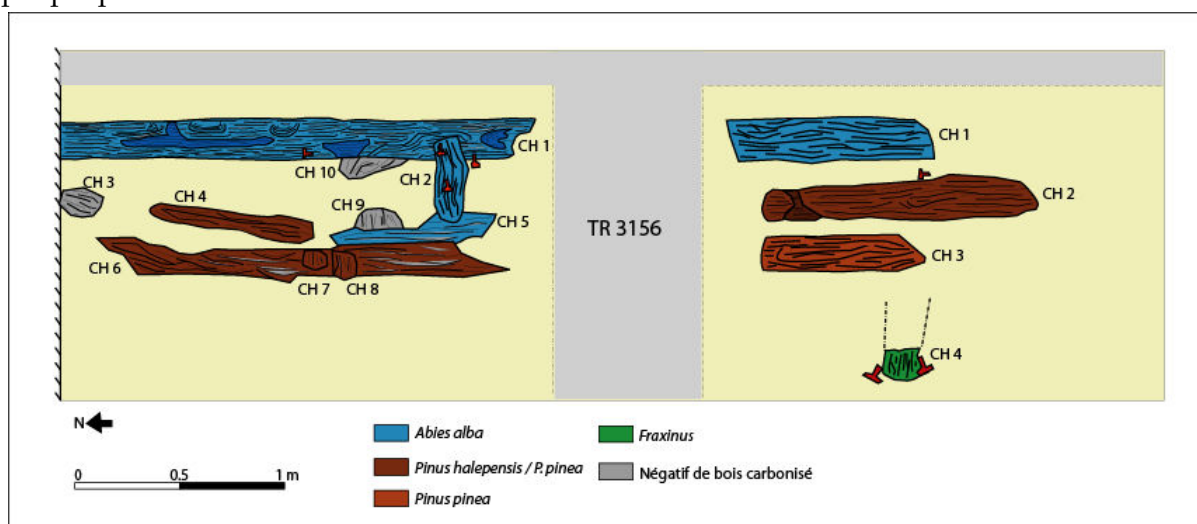 CH 1
CH 10
CH 2
CH 3
CH 4
CH 9
CH 5
CH 6
CH 7
CH 8
TR 3156
CH 1
CH 2
CH 3
CH 4
N
0 0.5 1 m
Abies alba
Pinus halepensis / P. pinea
Pinus pinea
Fraxinus
Négatif de bois carbonisé